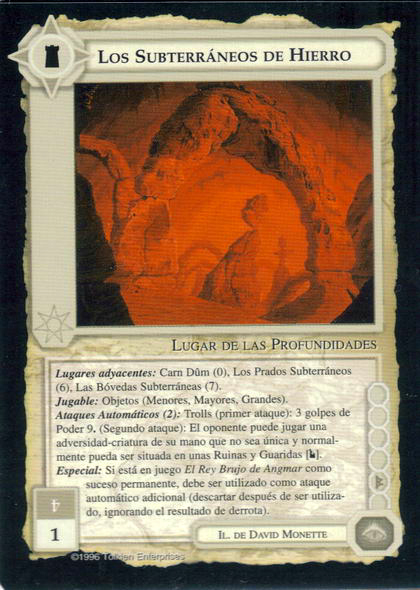 Los Subterráneos de Hierro
Lugar de las Profundidades
Lugares adyacentes: Carn Dûm (0), Los Prados Subterráneos
(6), Las Bóvedas Subterráneas (7).
Jugable: Objetos (Menores, Mayores, Grandes).
Ataques Automáticos (2): Trolls (primer ataque): 3 golpes de
Poder 9. (Segundo ataque): El oponente puede jugar una
adversidad-criatura de su mano que no sea única y normal-
mente pueda ser situada en unas Ruinas y Guaridas [].
Especial: Si está en juego El Rey Brujo de Angmar como
suceso permanente, debe ser utilizado como ataque
automático adicional (descartar después de ser utiliza-
do, ignorando el resultado de derrota).
4
1
Il. de David Monette
©1996 Tolkien Enterprises